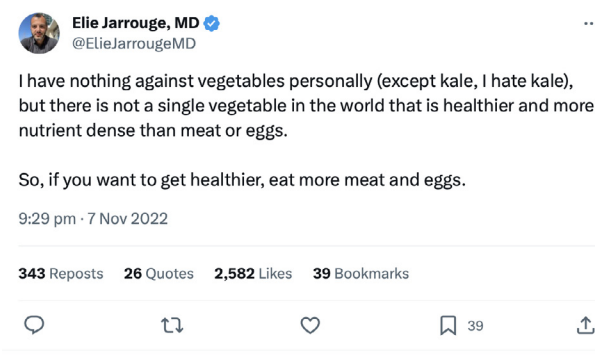 Elie Jarrouge, MD
@ElieJarrougeMD
I have nothing against vegetables personally (except kale, I hate kale),
but there is not a single vegetable in the world that is healthier and more
nutrient dense than meat or eggs.
So, if you want to get healthier, eat more meat and eggs.
9:29 pm · 7 Nov 2022
343 Reposts 26 Quotes 2,582 Likes 39 Bookmarks
39